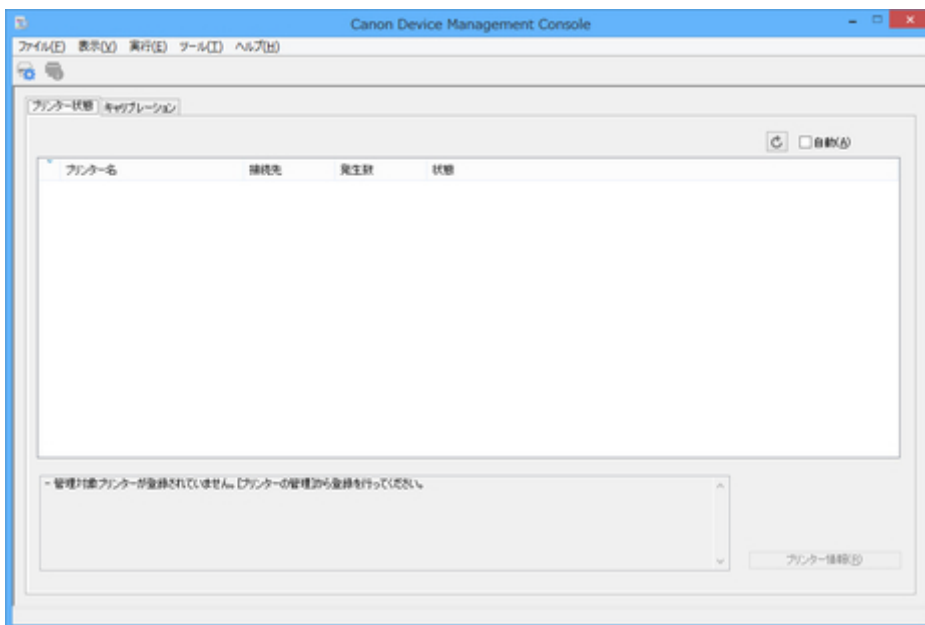 Canon Device Management Console
ファイル(F) 表示(V) 実行(E) ツール(T) ヘルプ(H)
プリンター状態 キャリブレーション
自動(A)
プリンター名 接続先 発生数 状態
- 管理対象プリンターが登録されていません。[プリンターの管理]から登録を行ってください。
プリンター情報(R)